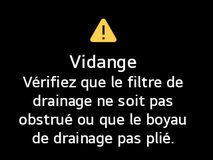 Vidange
Vérifiez que le filtre de
drainage ne soit pas
obstrué ou que le boyau
de drainage pas plié.